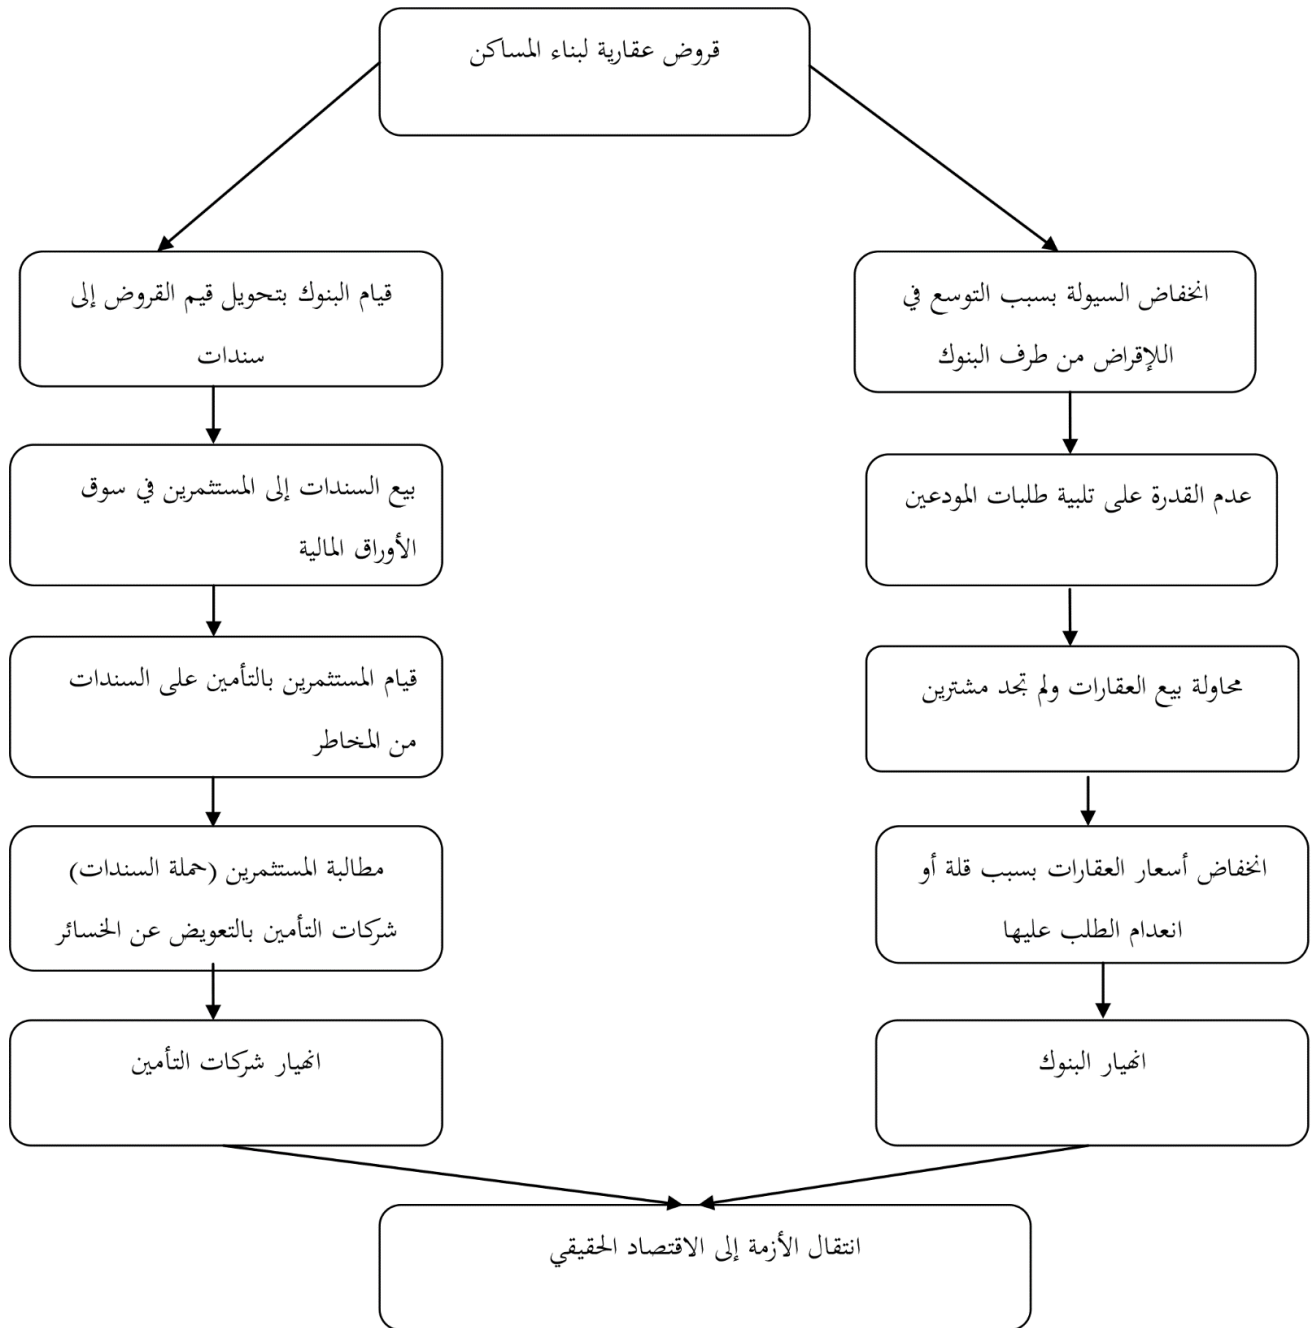 قروض عقارية لبناء المساكن
انخفاض السيولة بسبب التوسع في
اللإقراض من طرف البنوك
عدم القدرة على تلبية طلبات المودعين
محاولة بيع العقارات ولم تجد مشترين
انخفاض أسعار العقارات بسبب قلة أو
انعدام الطلب عليها
انهيار البنوك
قيام البنوك بتحويل قيم القروض إلى
سندات
بيع السندات إلى المستثمرين في سوق
الأوراق المالية
قيام المستثمرين بالتأمين على السندات
من المخاطر
مطالبة المستثمرين (حملة السندات)
شركات التأمين بالتعويض عن الخسائر
انهيار شركات التأمين
انتقال الأزمة إلى الاقتصاد الحقيقي